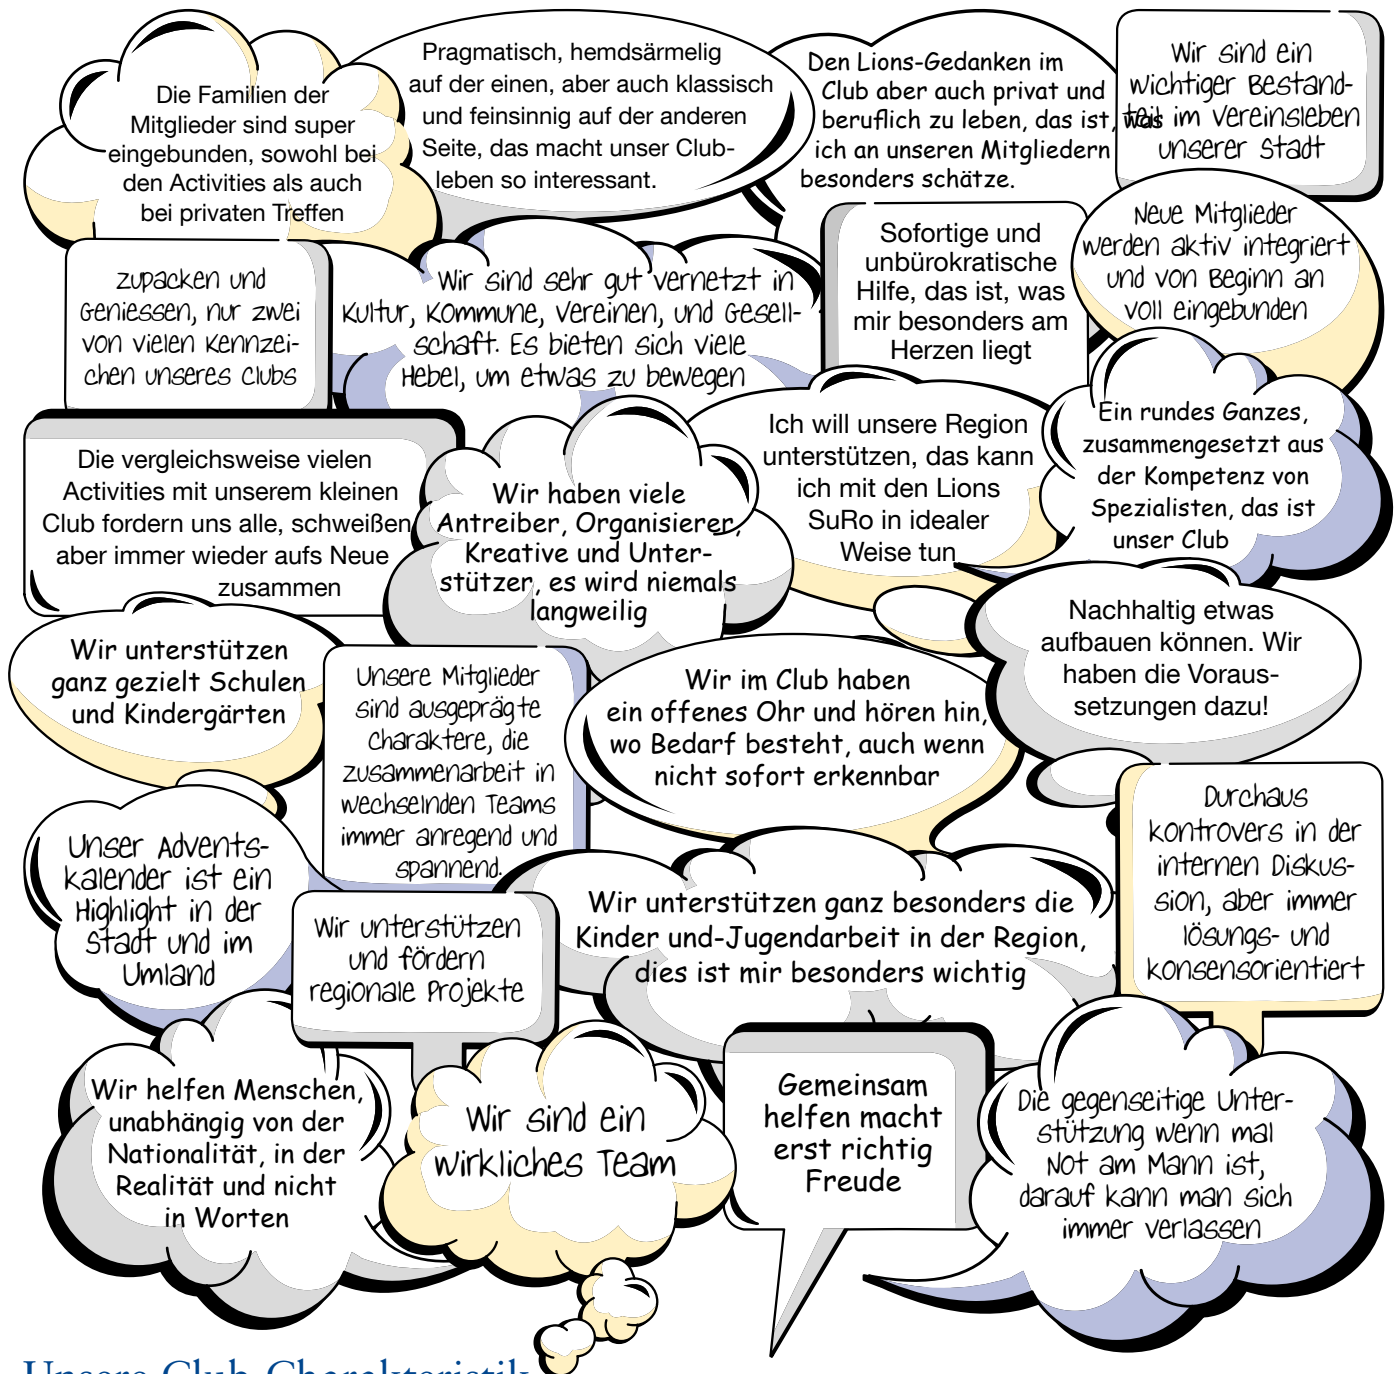 Die Familien der
Mitglieder sind super
eingebunden, sowohl bei
den Activities als auch
bei privaten Treffen
Pragmatisch, hemdsärmelig
auf der einen, aber auch klassisch
und feinsinnig auf der anderen
Seite, das macht unser Club-
leben so interessant.
Den Lions-Gedanken im
Club aber auch privat und
beruflich zu leben, das ist, was
ich an unseren Mitgliedern
besonders schätze.
Wir sind ein
wichtiger Bestand-
teil im Vereinsleben
unserer Stadt
zupacken und
Geniessen, nur zwei
von vielen Kennzei-
chen unseres Clubs
Wir sind sehr gut vernetzt in
Kultur, Kommune, Vereinen, und Gesell-
schaft. Es bieten sich viele
Hebel, um etwas zu bewegen
Sofortige und
unbürokratische
Hilfe, das ist, was
mir besonders am
Herzen liegt
Neue Mitglieder
werden aktiv integriert
und von Beginn an
voll eingebunden
Die vergleichsweise vielen
Activities mit unserem kleinen
Club fordern uns alle, schweißen
aber immer wieder aufs Neue
zusammen
Wir haben viele
Antreiber, Organisierer,
Kreative und Unter-
stützer, es wird niemals
langweilig
Ich will unsere Region
unterstützen, das kann
ich mit den Lions
SuRo in idealer
Weise tun
Ein rundes Ganzes,
zusammengesetzt aus
der Kompetenz von
Spezialisten, das ist
unser Club
Wir unterstützen
ganz gezielt Schulen
und Kindergärten
Unsere Mitglieder
sind ausgeprägte
Charaktere, die
zusammenarbeit in
wechselnden Teams
immer anregend und
spannend.
Wir im Club haben
ein offenes Ohr und hören hin,
wo Bedarf besteht, auch wenn
nicht sofort erkennbar
Nachhaltig etwas
aufbauen können. Wir
haben die Voraus-
setzungen dazu!
Unser Advents-
kalender ist ein
Highlight in der
Stadt und im
Umland
Wir unterstützen
und fördern
regionale Projekte
Wir unterstützen ganz besonders die
Kinder und-Jugendarbeit in der Region,
dies ist mir besonders wichtig
Durchaus
kontrovers in der
internen Diskus-
sion, aber immer
lösungs- und
konsensorientiert
Wir helfen Menschen,
unabhängig von der
Nationalität, in der
Realität und nicht
in Worten
Wir sind ein
wirkliches Team
Gemeinsam
helfen macht
erst richtig
Freude
Die gegenseitige Unter-
stützung wenn mal
Not am Mann ist,
darauf kann man sich
immer verlassen
Unsere Club-Charakteristik